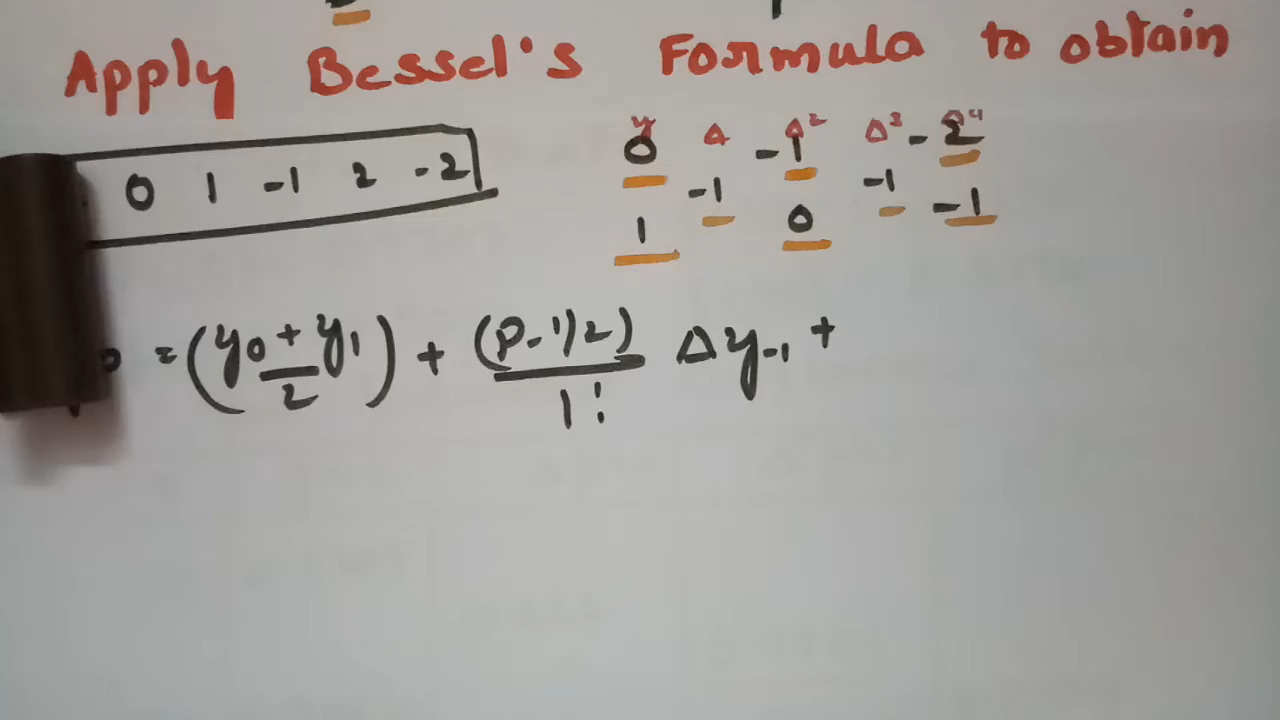 Apply Bessel's Formula to obtain
y Δ Δ² Δ³ Δ⁴
0 -1 -2
0 1 -1 2 -2
-1 -1
1 0 -1
= (y₀ + y₁ / 2) + (p - 1/2) / 1! Δy₋₁ +